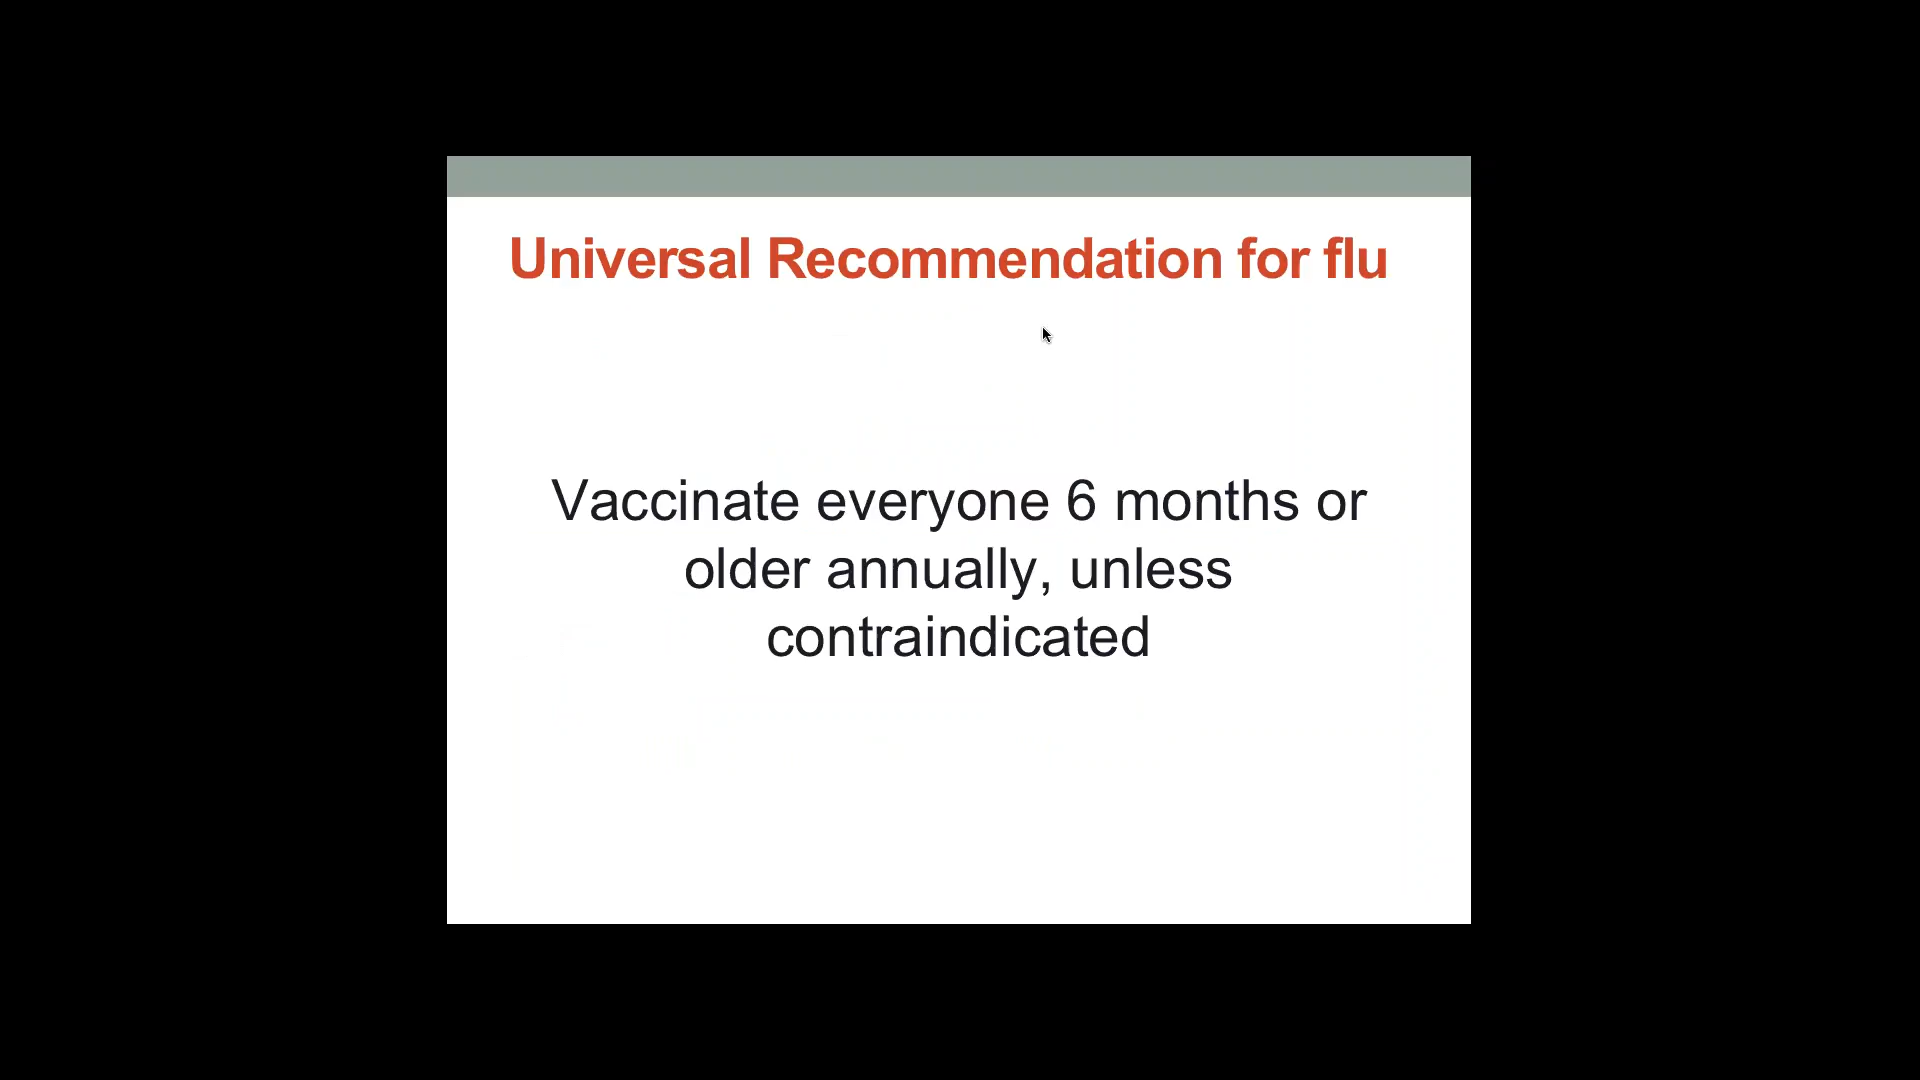 Universal Recommendation for flu
Vaccinate everyone 6 months or
older annually, unless
contraindicated